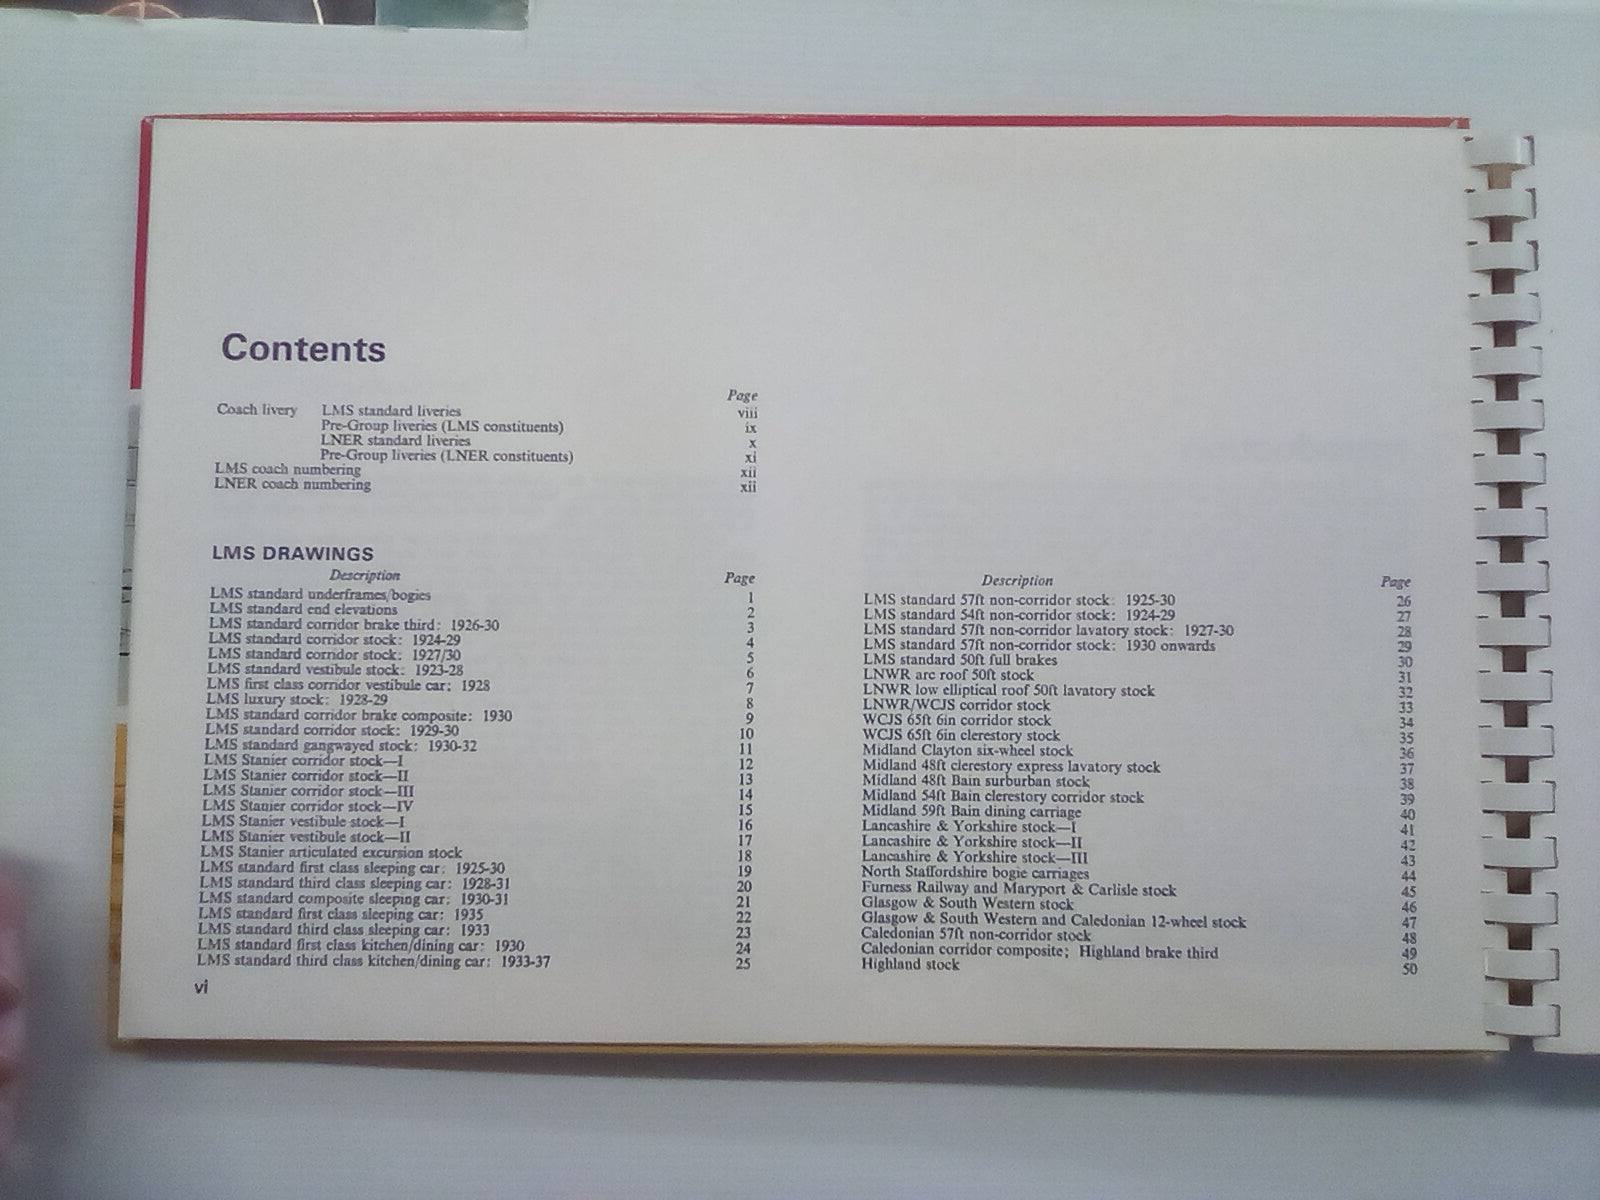 Contents
Page
Coach livery LMS standard liveries viii
Pre-Group liveries (LMS constituents) ix
LNER standard liveries x
Pre-Group liveries (LNER constituents) xi
LMS coach numbering xii
LNER coach numbering xii
LMS DRAWINGS
Description Page
LMS standard underframes/bogies 1
LMS standard end elevations 2
LMS standard corridor brake third: 1926-30 3
LMS standard corridor stock: 1924-29 4
LMS standard corridor stock: 1927/30 5
LMS standard vestibule stock: 1923-28 6
LMS first class corridor vestibule car: 1928 7
LMS luxury stock: 1928-29 8
LMS standard corridor brake composite: 1930 9
LMS standard corridor stock: 1929-30 10
LMS standard gangwayed stock: 1930-32 11
LMS Stanier corridor stock—I 12
LMS Stanier corridor stock—II 13
LMS Stanier corridor stock—III 14
LMS Stanier corridor stock—IV 15
LMS Stanier vestibule stock—I 16
LMS Stanier vestibule stock—II 17
LMS Stanier articulated excursion stock 18
LMS standard first class sleeping car: 1925-30 19
LMS standard third class sleeping car: 1928-31 20
LMS standard composite sleeping car: 1930-31 21
LMS standard first class sleeping car: 1935 22
LMS standard third class sleeping car: 1933 23
LMS standard first class kitchen/dining car: 1930 24
LMS standard third class kitchen/dining car: 1933-37 25
Description Page
LMS standard 57ft non-corridor stock: 1925-30 26
LMS standard 54ft non-corridor stock: 1924-29 27
LMS standard 57ft non-corridor lavatory stock: 1927-30 28
LMS standard 57ft non-corridor stock: 1930 onwards 29
LMS standard 50ft full brakes 30
LNWR arc roof 50ft stock 31
LNWR low elliptical roof 50ft lavatory stock 32
LNWR/WCJS corridor stock 33
WCJS 65ft 6in corridor stock 34
WCJS 65ft 6in clerestory stock 35
Midland Clayton six-wheel stock 36
Midland 48ft clerestory express lavatory stock 37
Midland 48ft Bain surburban stock 38
Midland 54ft Bain clerestory corridor stock 39
Midland 59ft Bain dining carriage 40
Lancashire & Yorkshire stock—I 41
Lancashire & Yorkshire stock—II 42
Lancashire & Yorkshire stock—III 43
North Staffordshire bogie carriages 44
Furness Railway and Maryport & Carlisle stock 45
Glasgow & South Western stock 46
Glasgow & South Western and Caledonian 12-wheel stock 47
Caledonian 57ft non-corridor stock 48
Caledonian corridor composite; Highland brake third 49
Highland stock 50
vi